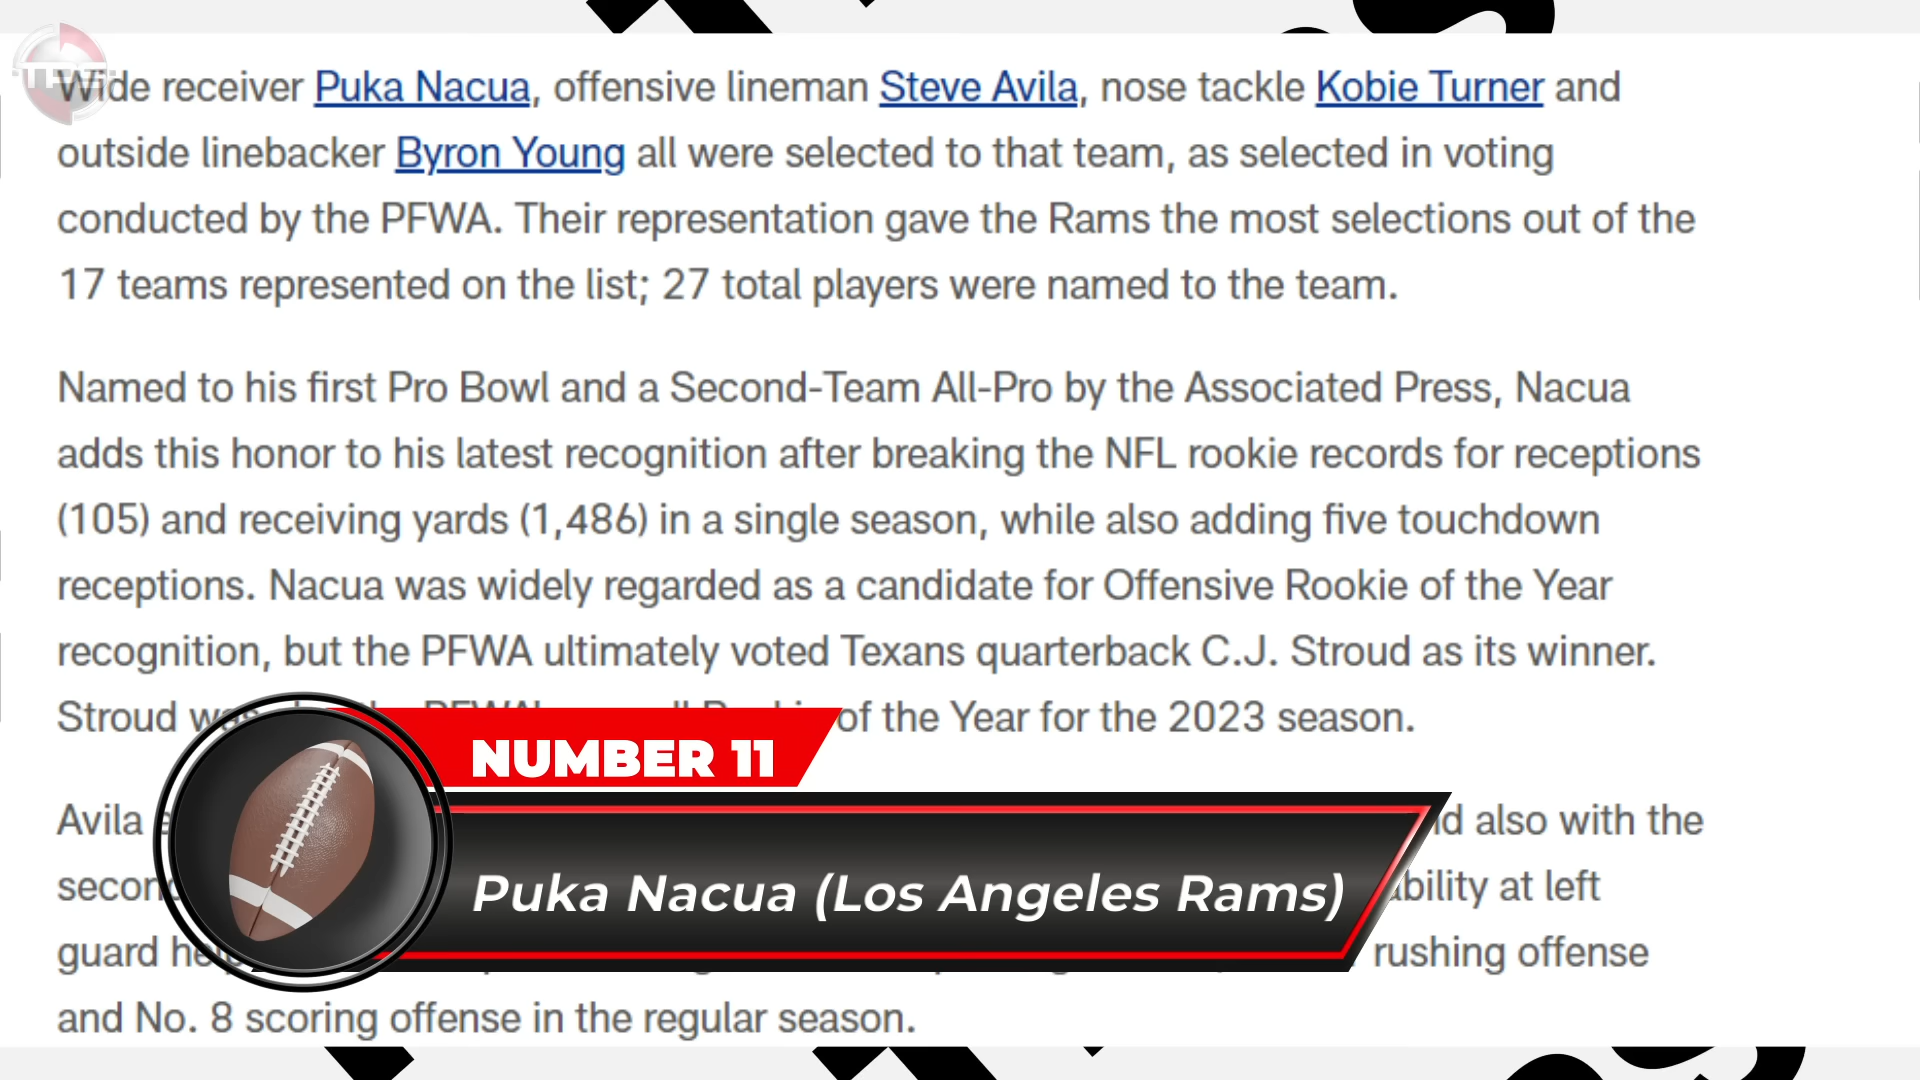 Wide receiver Puka Nacua, offensive lineman Steve Avila, nose tackle Kobie Turner and
outside linebacker Byron Young all were selected to that team, as selected in voting
conducted by the PFWA. Their representation gave the Rams the most selections out of the
17 teams represented on the list; 27 total players were named to the team.
Named to his first Pro Bowl and a Second-Team All-Pro by the Associated Press, Nacua
adds this honor to his latest recognition after breaking the NFL rookie records for receptions
(105) and receiving yards (1,486) in a single season, while also adding five touchdown
receptions. Nacua was widely regarded as a candidate for Offensive Rookie of the Year
recognition, but the PFWA ultimately voted Texans quarterback C.J. Stroud as its winner.
Stroud of the Year for the 2023 season.
NUMBER 11
Avila also with the
Puka Nacua (Los Angeles Rams)
at left
guard rushing offense
and No. 8 scoring offense in the regular season.